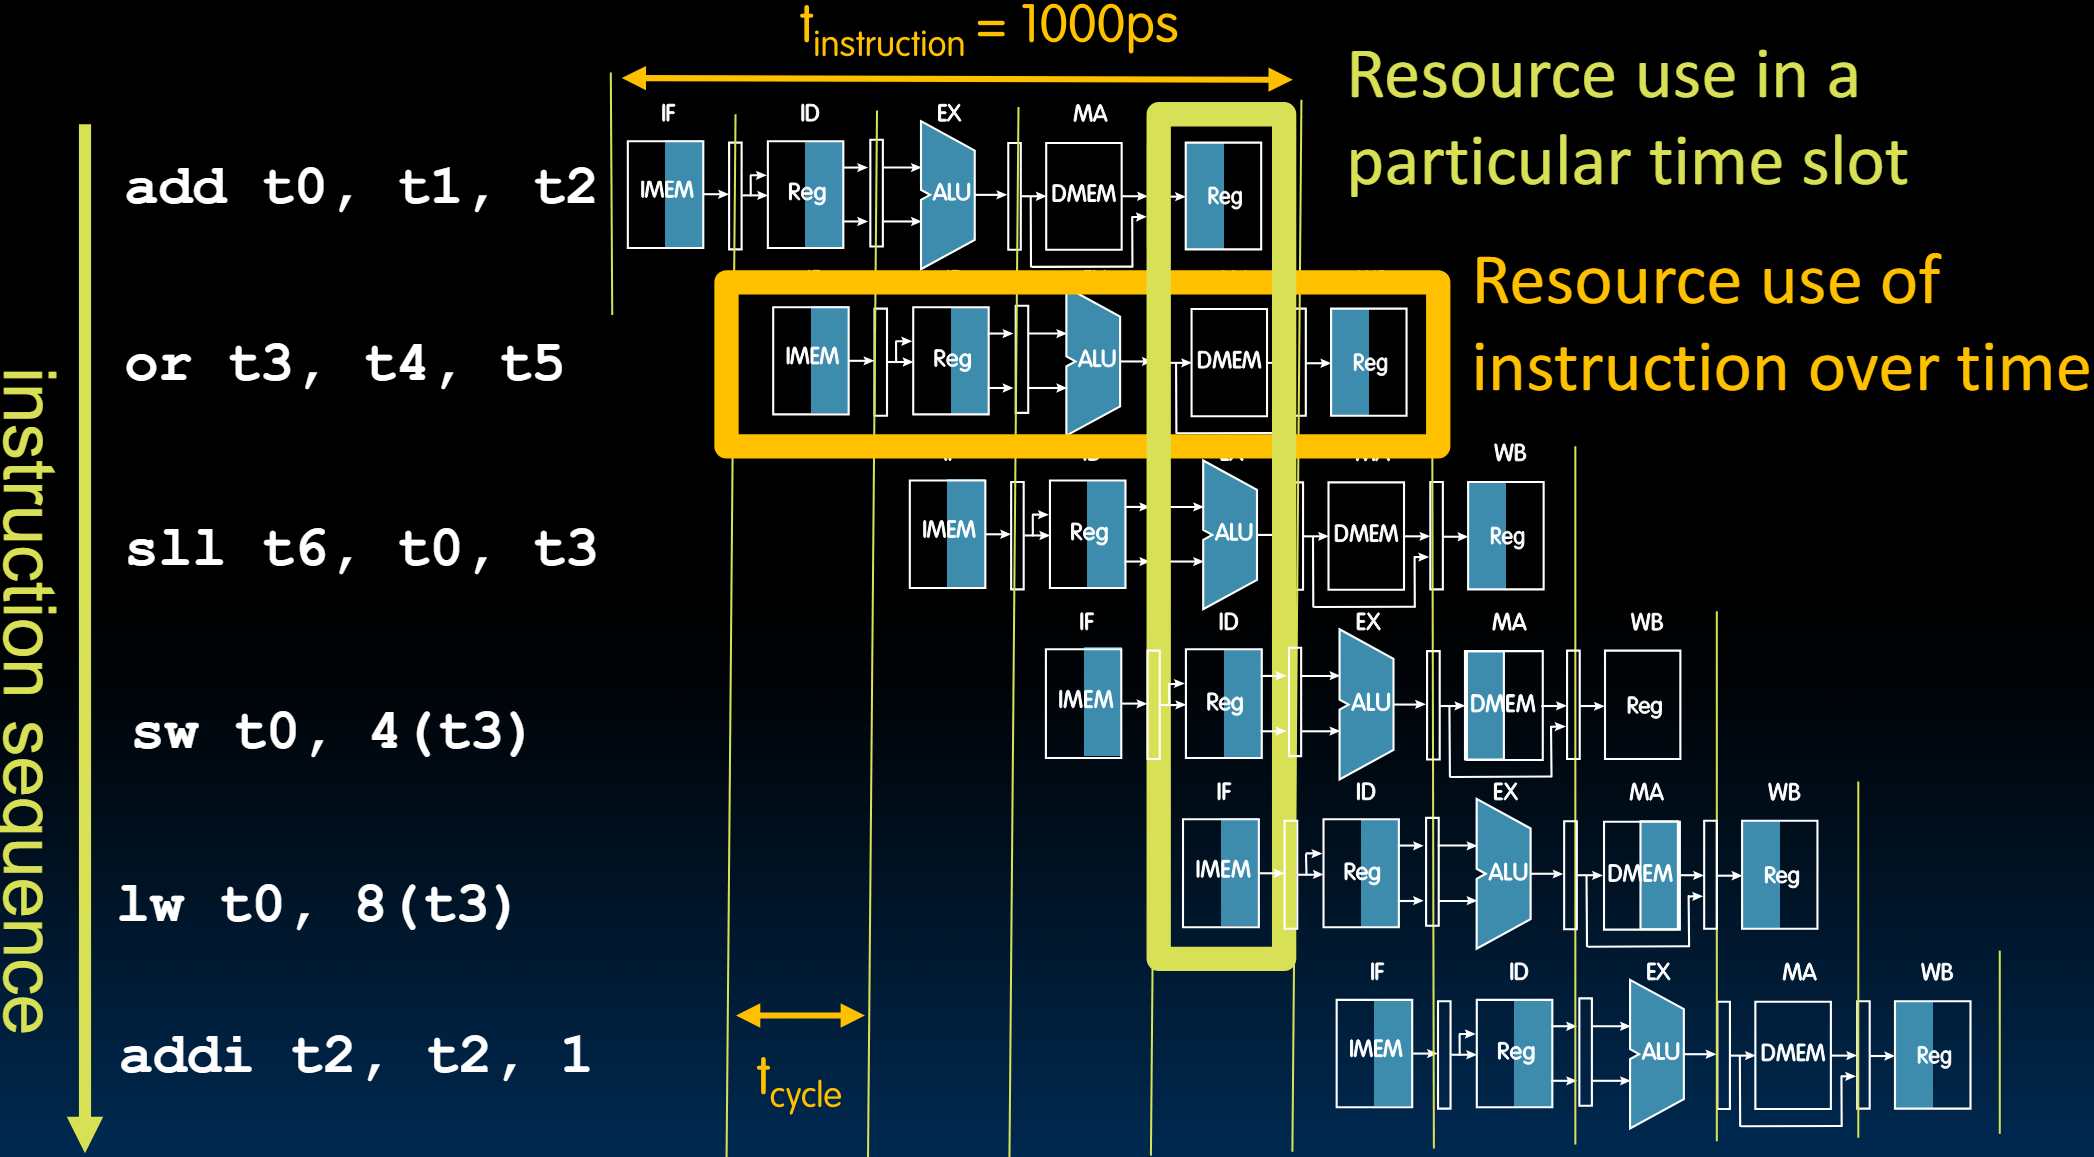 t instruction = 1000ps
Resource use in a
particular time slot
Resource use of
instruction over time
instruction sequence
add t0, t1, t2
IF ID EX MA
IMEM Reg ALU DMEM Reg
or t3, t4, t5
IMEM Reg ALU DMEM Reg
sll t6, t0, t3
WB
IMEM Reg ALU DMEM Reg
sw t0, 4(t3)
IF ID EX MA WB
IMEM Reg ALU DMEM Reg
lw t0, 8(t3)
IF ID EX MA WB
IMEM Reg ALU DMEM Reg
addi t2, t2, 1
IF ID EX MA WB
IMEM Reg ALU DMEM Reg
t cycle